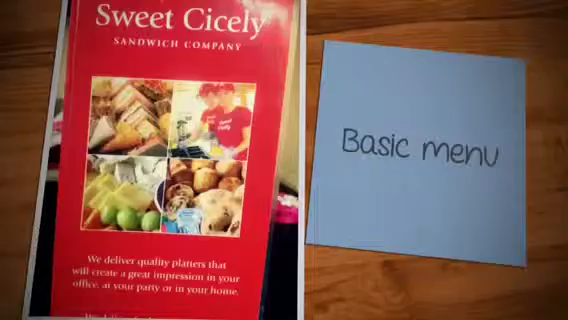 Sweet Cicely
SANDWICH COMPANY
We deliver quality platters that
will create a great impression in your
office, at your party or in your home.
Basic menu